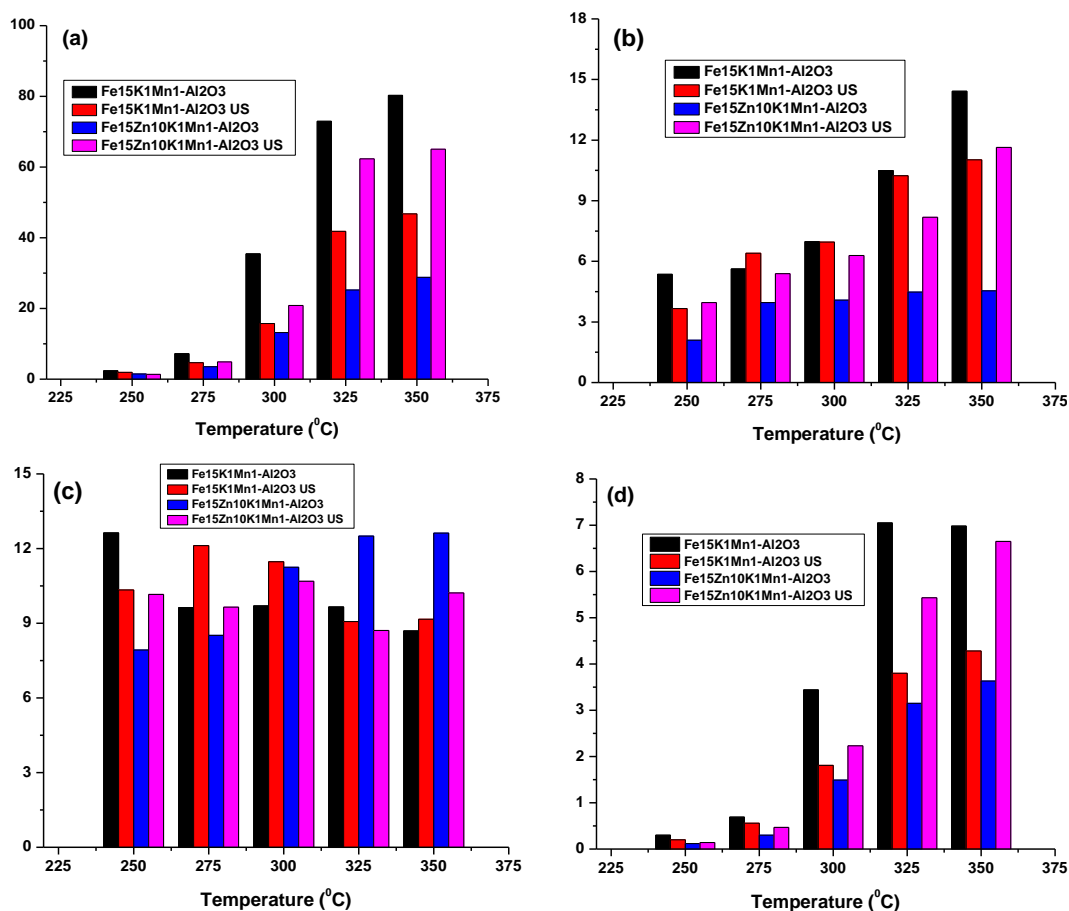 (a)
Fe15K1Mn1-Al2O3
Fe15K1Mn1-Al2O3 US
Fe15Zn10K1Mn1-Al2O3
Fe15Zn10K1Mn1-Al2O3 US
100
80
60
40
20
0
225 250 275 300 325 350 375
Temperature (⁰C)
(b)
Fe15K1Mn1-Al2O3
Fe15K1Mn1-Al2O3 US
Fe15Zn10K1Mn1-Al2O3
Fe15Zn10K1Mn1-Al2O3 US
18
15
12
9
6
3
0
225 250 275 300 325 350 375
Temperature (⁰C)
(c)
Fe15K1Mn1-Al2O3
Fe15K1Mn1-Al2O3 US
Fe15Zn10K1Mn1-Al2O3
Fe15Zn10K1Mn1-Al2O3 US
15
12
9
6
3
0
225 250 275 300 325 350 375
Temperature (⁰C)
(d)
Fe15K1Mn1-Al2O3
Fe15K1Mn1-Al2O3 US
Fe15Zn10K1Mn1-Al2O3
Fe15Zn10K1Mn1-Al2O3 US
8
7
6
5
4
3
2
1
0
225 250 275 300 325 350 375
Temperature (⁰C)